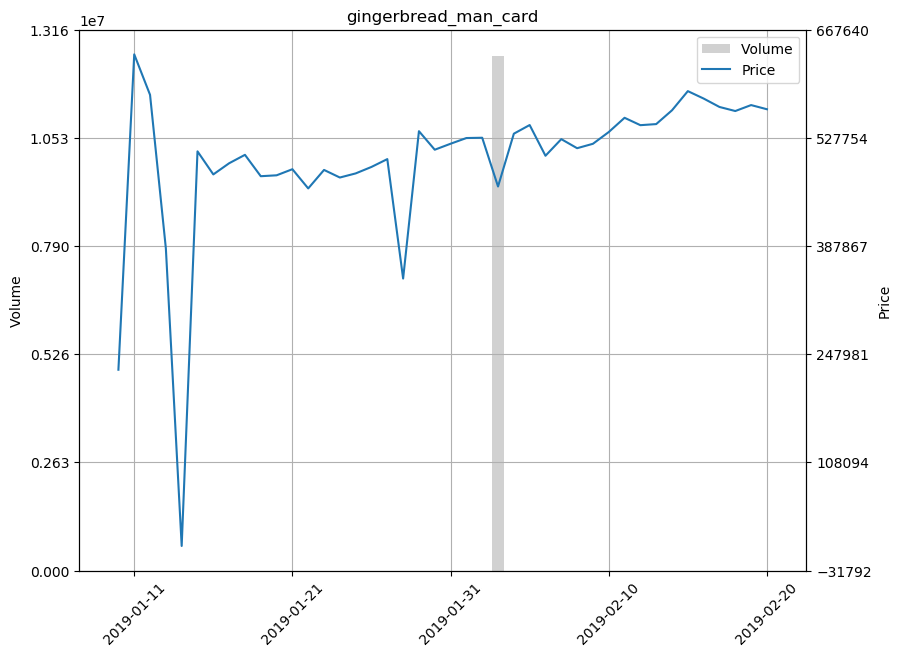 gingerbread_man_card
1e7
1.316
1.053
0.790
0.526
0.263
0.000
Volume
667640
527754
387867
247981
108094
−31792
Price
Volume
Price
2019-01-11
2019-01-21
2019-01-31
2019-02-10
2019-02-20